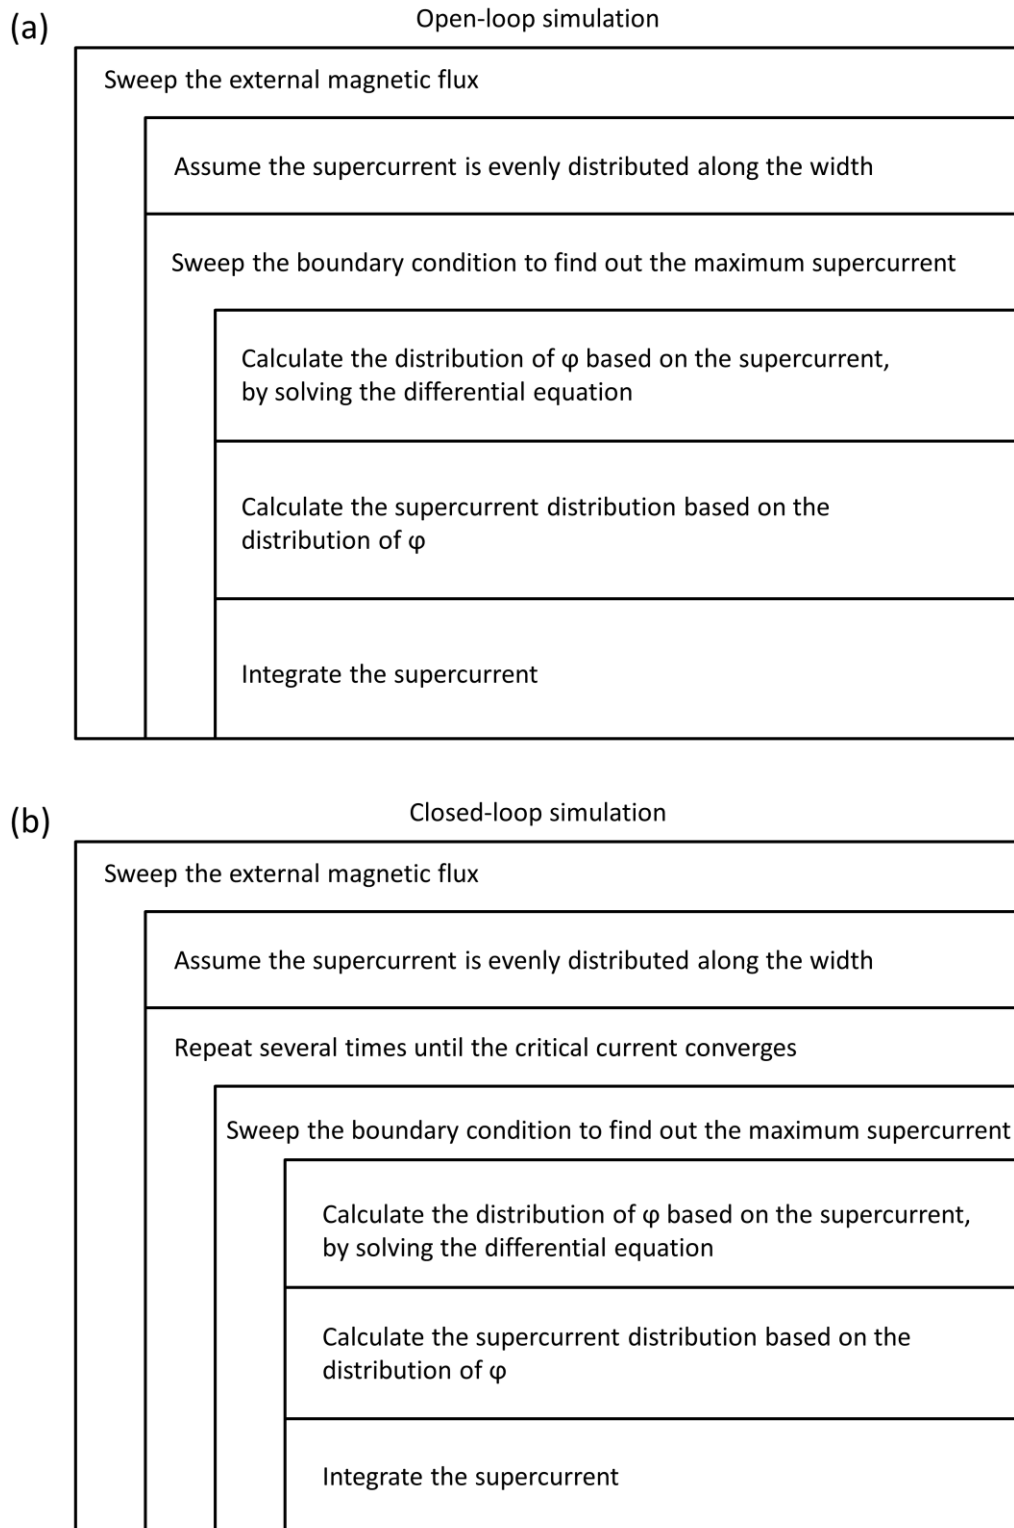 (a)
Open-loop simulation
Sweep the external magnetic flux
Assume the supercurrent is evenly distributed along the width
Sweep the boundary condition to find out the maximum supercurrent
Calculate the distribution of φ based on the supercurrent,
by solving the differential equation
Calculate the supercurrent distribution based on the
distribution of φ
Integrate the supercurrent
(b)
Closed-loop simulation
Sweep the external magnetic flux
Assume the supercurrent is evenly distributed along the width
Repeat several times until the critical current converges
Sweep the boundary condition to find out the maximum supercurrent
Calculate the distribution of φ based on the supercurrent,
by solving the differential equation
Calculate the supercurrent distribution based on the
distribution of φ
Integrate the supercurrent